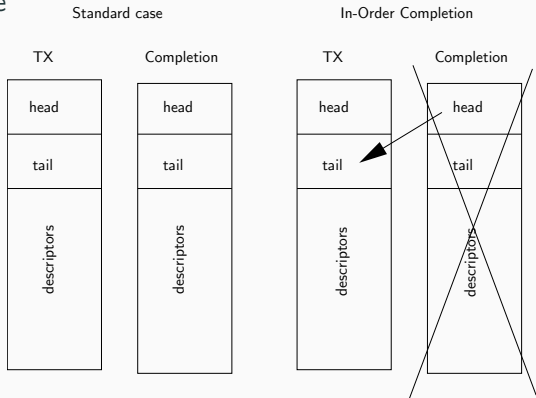 Standard case
TX
Completion
head
head
tail
tail
descriptors
descriptors
In-Order Completion
TX
Completion
head
head
tail
tail
descriptors
descriptors